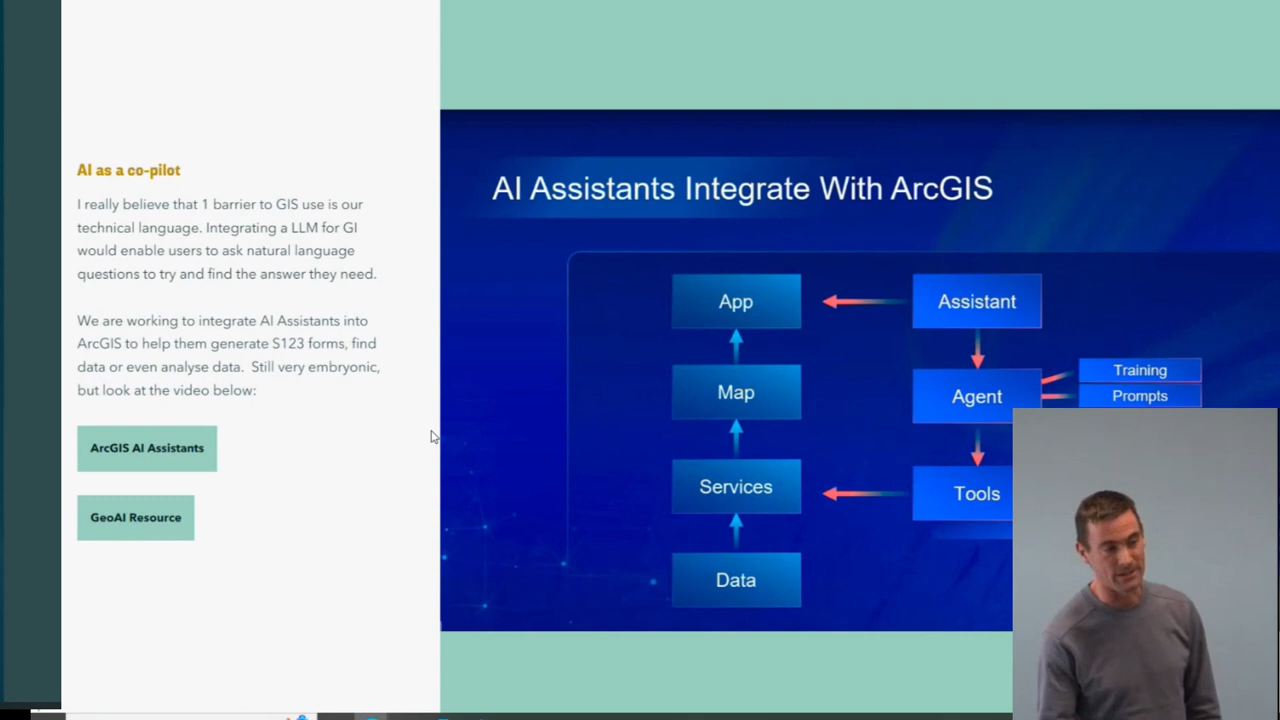 AI as a co-pilot
I really believe that 1 barrier to GIS use is our
technical language. Integrating a LLM for GI
would enable users to ask natural language
questions to try and find the answer they need.
We are working to integrate AI Assistants into
ArcGIS to help them generate S123 forms, find
data or even analyse data.  Still very embryonic,
but look at the video below:
ArcGIS AI Assistants
GeoAI Resource
AI Assistants Integrate With ArcGIS
App
Assistant
Map
Agent
Training
Prompts
Services
Tools
Data